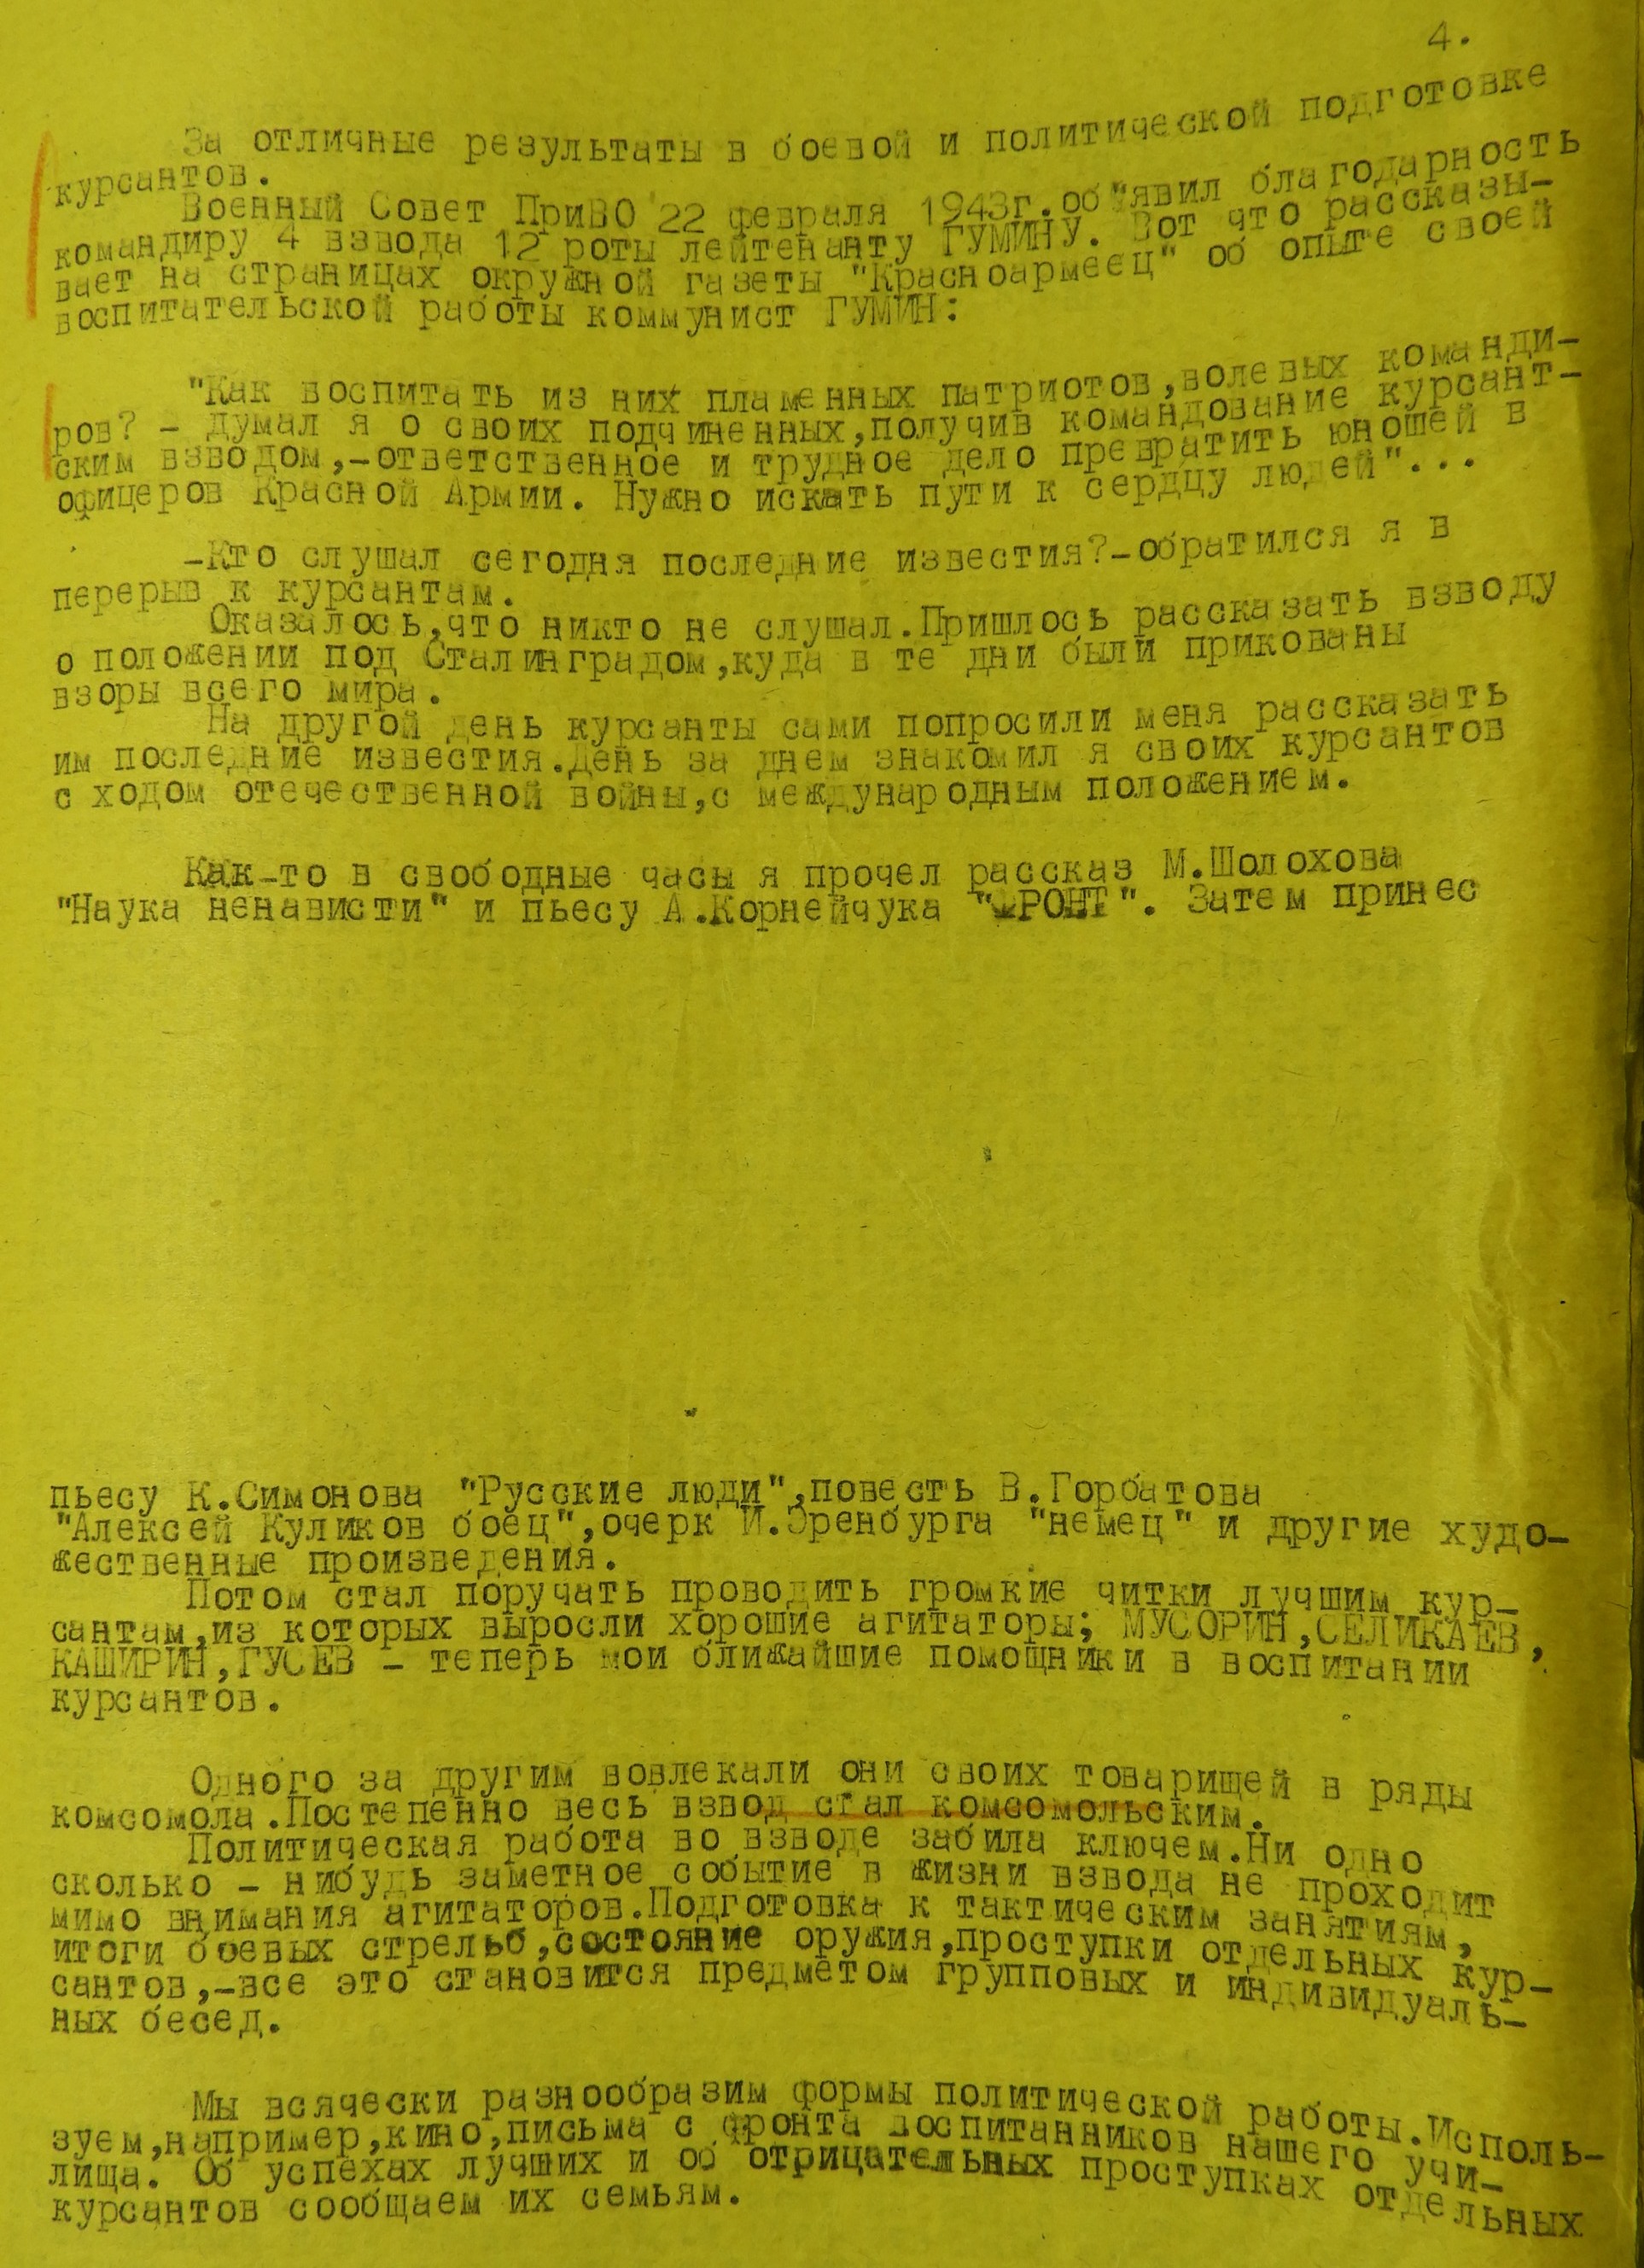 4.
За отличные результаты в боевой и политической подготовке
курсантов.
Военный Совет ПриВО 22 февраля 1943г.об"явил благодарность
командиру 4 взвода 12 роты лейтенанту ГУМИНУ. Вот что рассказы-
вает на страницах окружной газеты "Красноармеец" об опыте своей
воспитательской работы коммунист ГУМИН:
"Как воспитать из них пламенных патриотов,волевых команди-
ров? - думал я о своих подчиненных,получив командование курсант-
ским взводом,-ответственное и трудное дело превратить юношей в
офицеров Красной Армии. Нужно искать пути к сердцу людей"...
-Кто слушал сегодня последние известия?-обратился я в
перерыв к курсантам.
Оказалось,что никто не слушал.Пришлось рассказать взводу
о положении под Сталинградом,куда в те дни были прикованы
взоры всего мира.
На другой день курсанты сами попросили меня рассказать
им последние известия.День за днем знакомил я своих курсантов
с ходом отечественной войны,с международным положением.
Как-то в свободные часы я прочел рассказ М.Шолохова
"Наука ненависти" и пьесу А.Корнейчука "ФРОНТ". Затем принес
пьесу К.Симонова "Русские люди",повесть В.Горбатова
"Алексей Куликов боец",очерк И.Эренбурга "немец" и другие худо-
жественные произведения.
Потом стал поручать проводить громкие читки лучшим кур-
сантам,из которых выросли хорошие агитаторы; МУСОРИН,СЕЛИКАЕВ,
КАШИРИН,ГУСЕВ - теперь мои ближайшие помощники в воспитании
курсантов.
Одного за другим вовлекали они своих товарищей в ряды
комсомола.Постепенно весь взвод стал комсомольским.
Политическая работа во взводе забила ключем.Ни одно
сколько - нибудь заметное событие в жизни взвода не проходит
мимо внимания агитаторов.Подготовка к тактическим занятиям,
итоги боевых стрельб,состояние оружия,проступки отдельных кур-
сантов,-все это становится предметом групповых и индивидуаль-
ных бесед.
Мы всячески разнообразим формы политической работы.Исполь-
зуем,например,кино,письма с фронта воспитанников нашего учи-
лища. Об успехах лучших и об отрицательных проступках отдельных
курсантов сообщаем их семьям.